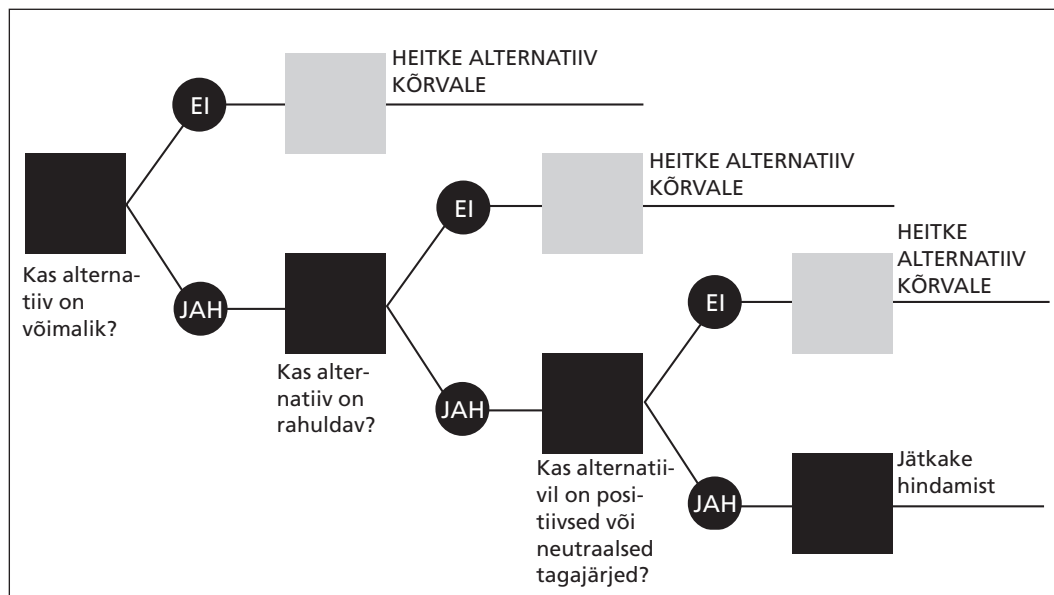 HEITKE ALTERNATIIV
KÕRVALE
EI
Kas alterna-
tiiv on
võimalik?
JAH
HEITKE ALTERNATIIV
KÕRVALE
EI
Kas alter-
natiiv on
rahuldav?
JAH
HEITKE
ALTERNATIIV
KÕRVALE
EI
Kas alternatii-
vil on posi-
tiivsed või
neutraalsed
tagajärjed?
JAH
Jätkake
hindamist